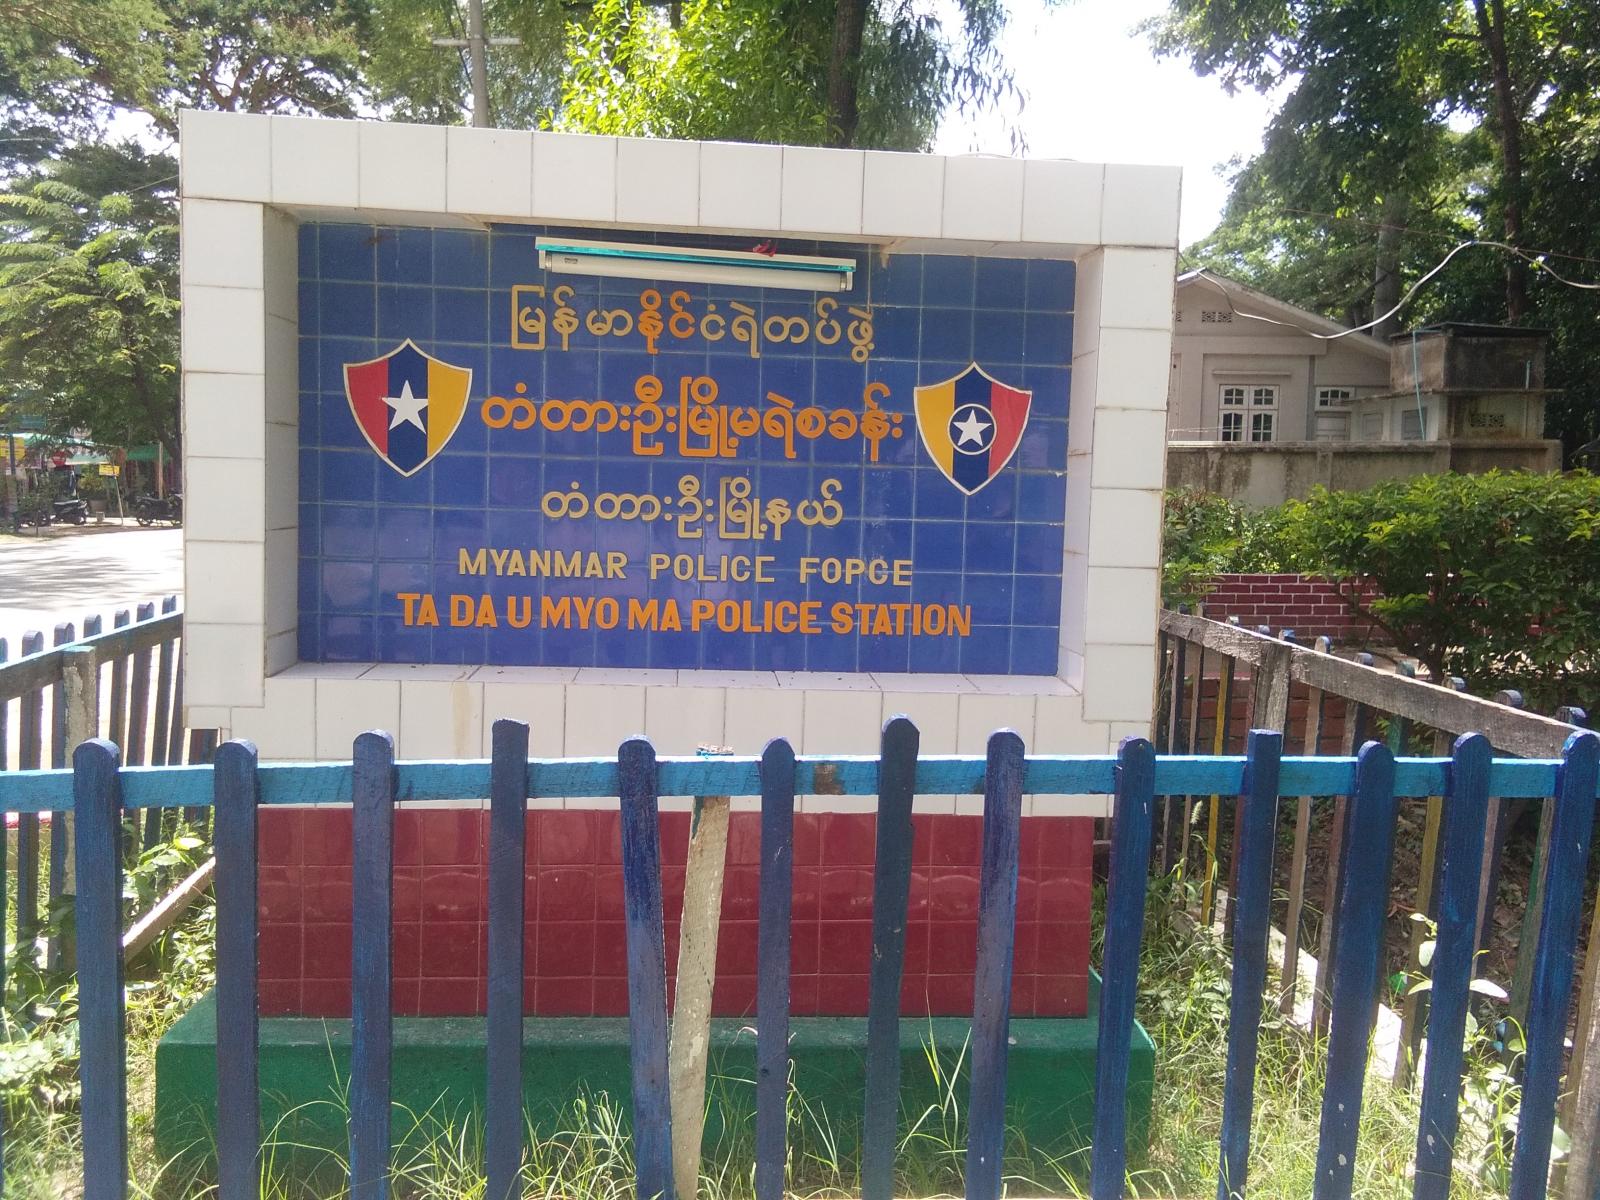 မြန်မာနိုင်ငံရဲတပ်ဖွဲ့
တံတားဦးမြို့မရဲစခန်း
တံတားဦးမြို့နယ်
MYANMAR POLICE FOPCE
TA DA U MYO MA POLICE STATION